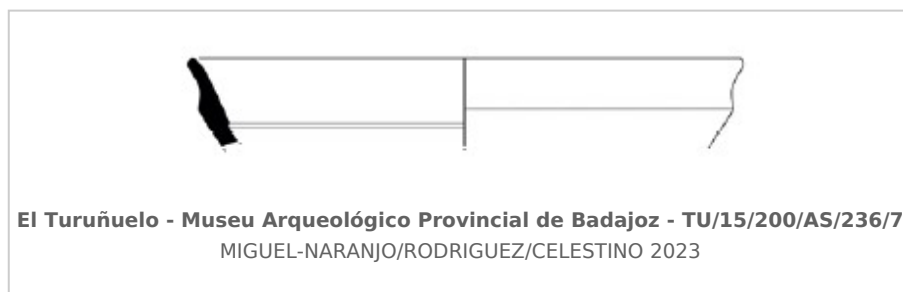 El Turuñuelo - Museu Arqueológico Provincial de Badajoz - TU/15/200/AS/236/7
MIGUEL-NARANJO/RODRIGUEZ/CELESTINO 2023